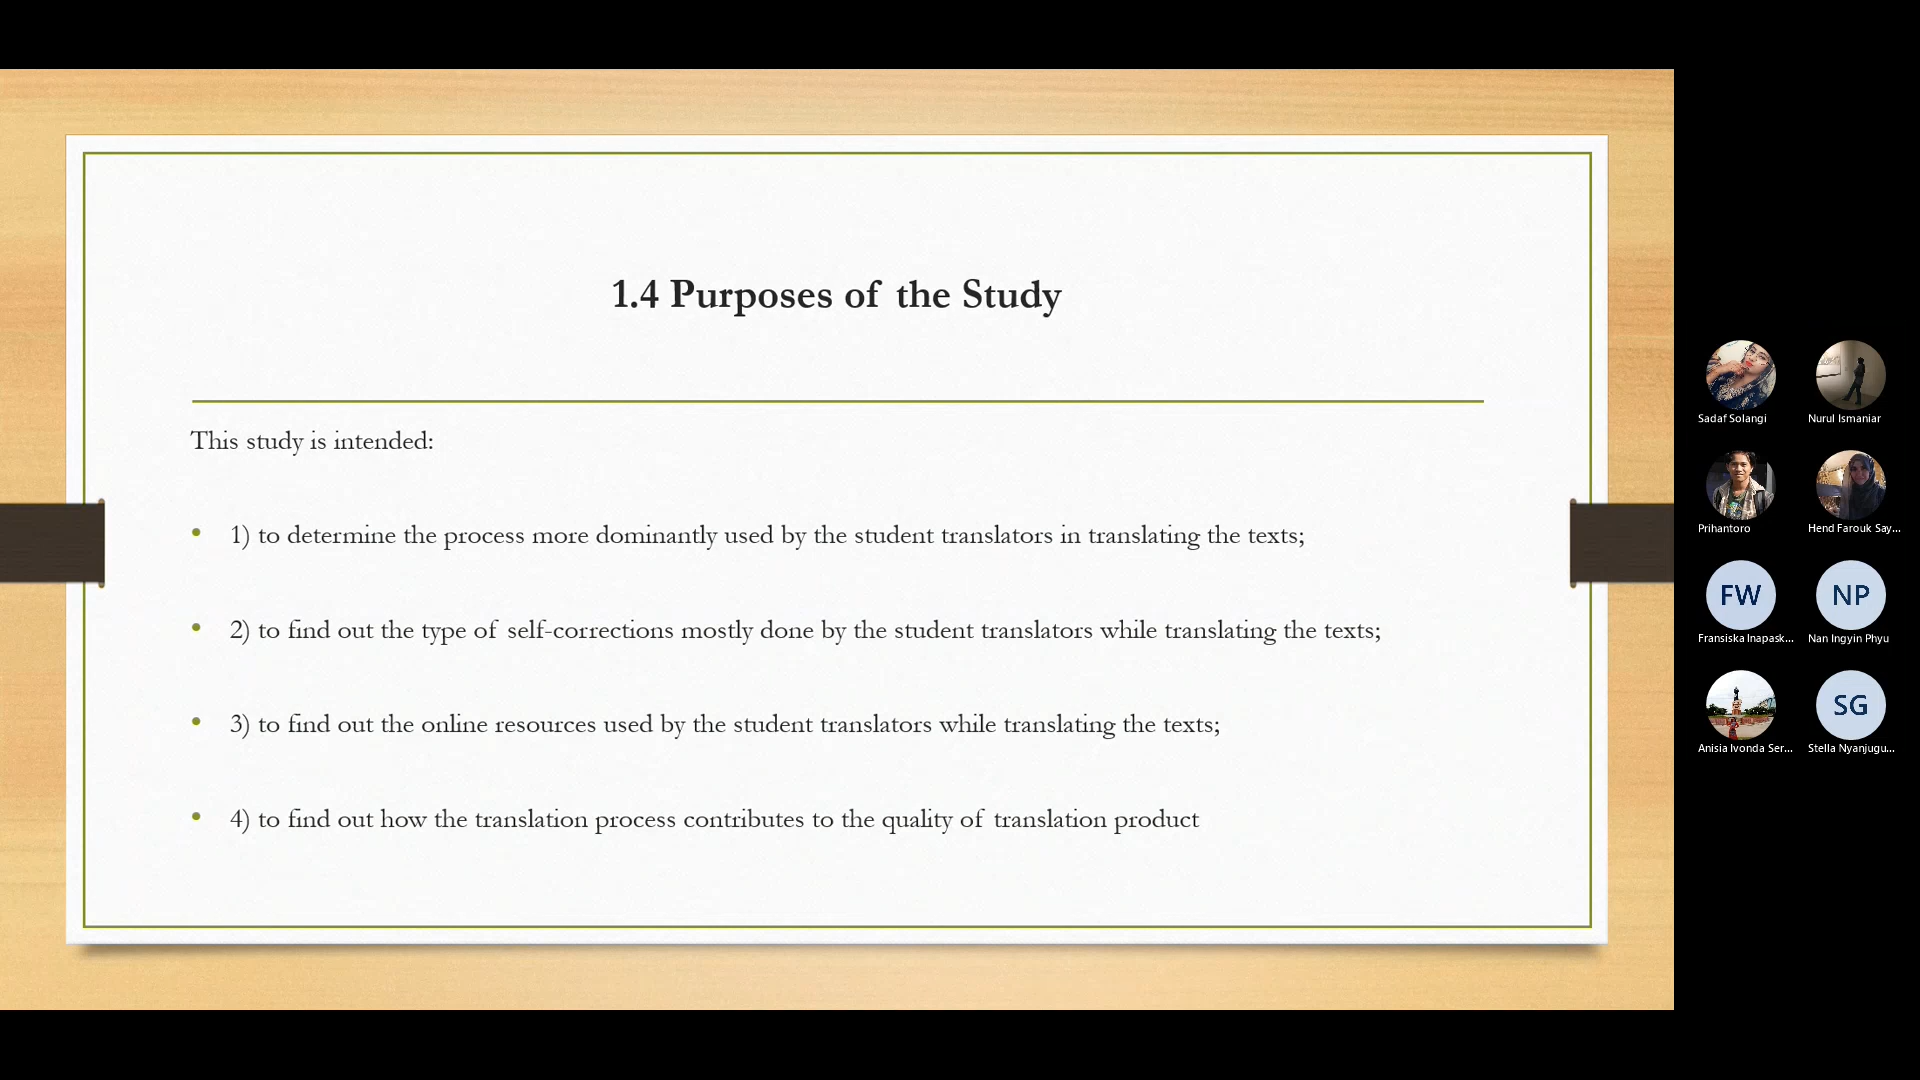 1.4 Purposes of the Study
This study is intended:
• 1) to determine the process more dominantly used by the student translators in translating the texts;
• 2) to find out the type of self-corrections mostly done by the student translators while translating the texts;
• 3) to find out the online resources used by the student translators while translating the texts;
• 4) to find out how the translation process contributes to the quality of translation product
Sadaf Solangi
Nurul Ismaniar
Prihantoro
Hend Farouk Say...
FW
NP
Fransiska Inapask...
Nan Ingyin Phyu
SG
Anisia Ivonda Ser...
Stella Nyanjugu...